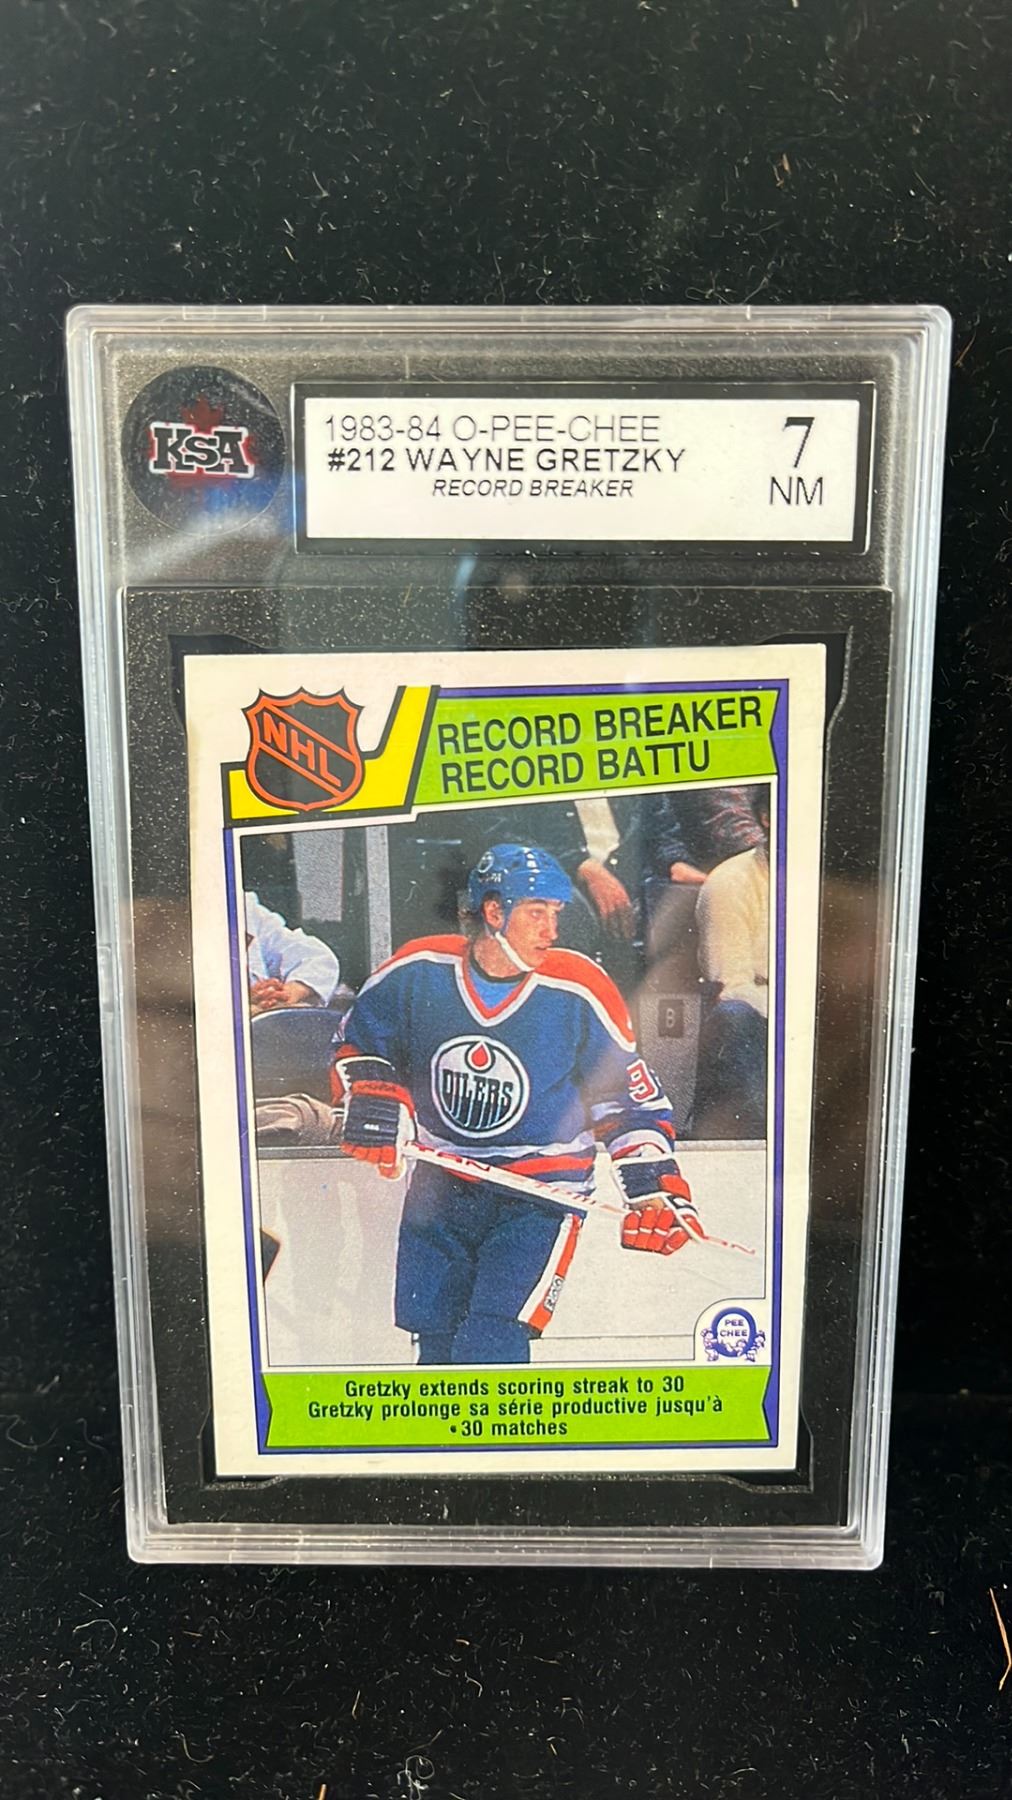 KSA
1983-84 O-PEE-CHEE
#212 WAYNE GRETZKY
RECORD BREAKER
7
NM
NHL
RECORD BREAKER
RECORD BATTU
OILERS
9
B
PEE
CHEE
Gretzky extends scoring streak to 30
Gretzky prolonge sa série productive jusqu'à
•30 matches